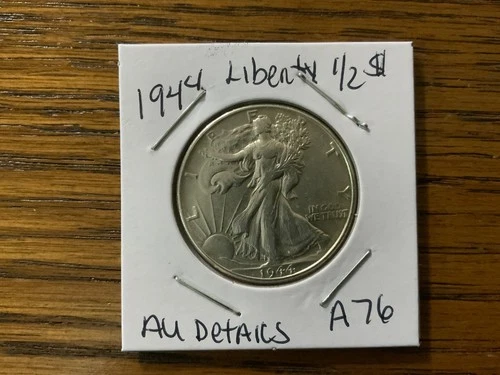 1944 Liberty 1/2 $
LIBERTY
IN GOD
WE TRUST
1944
AU DETAILS A76